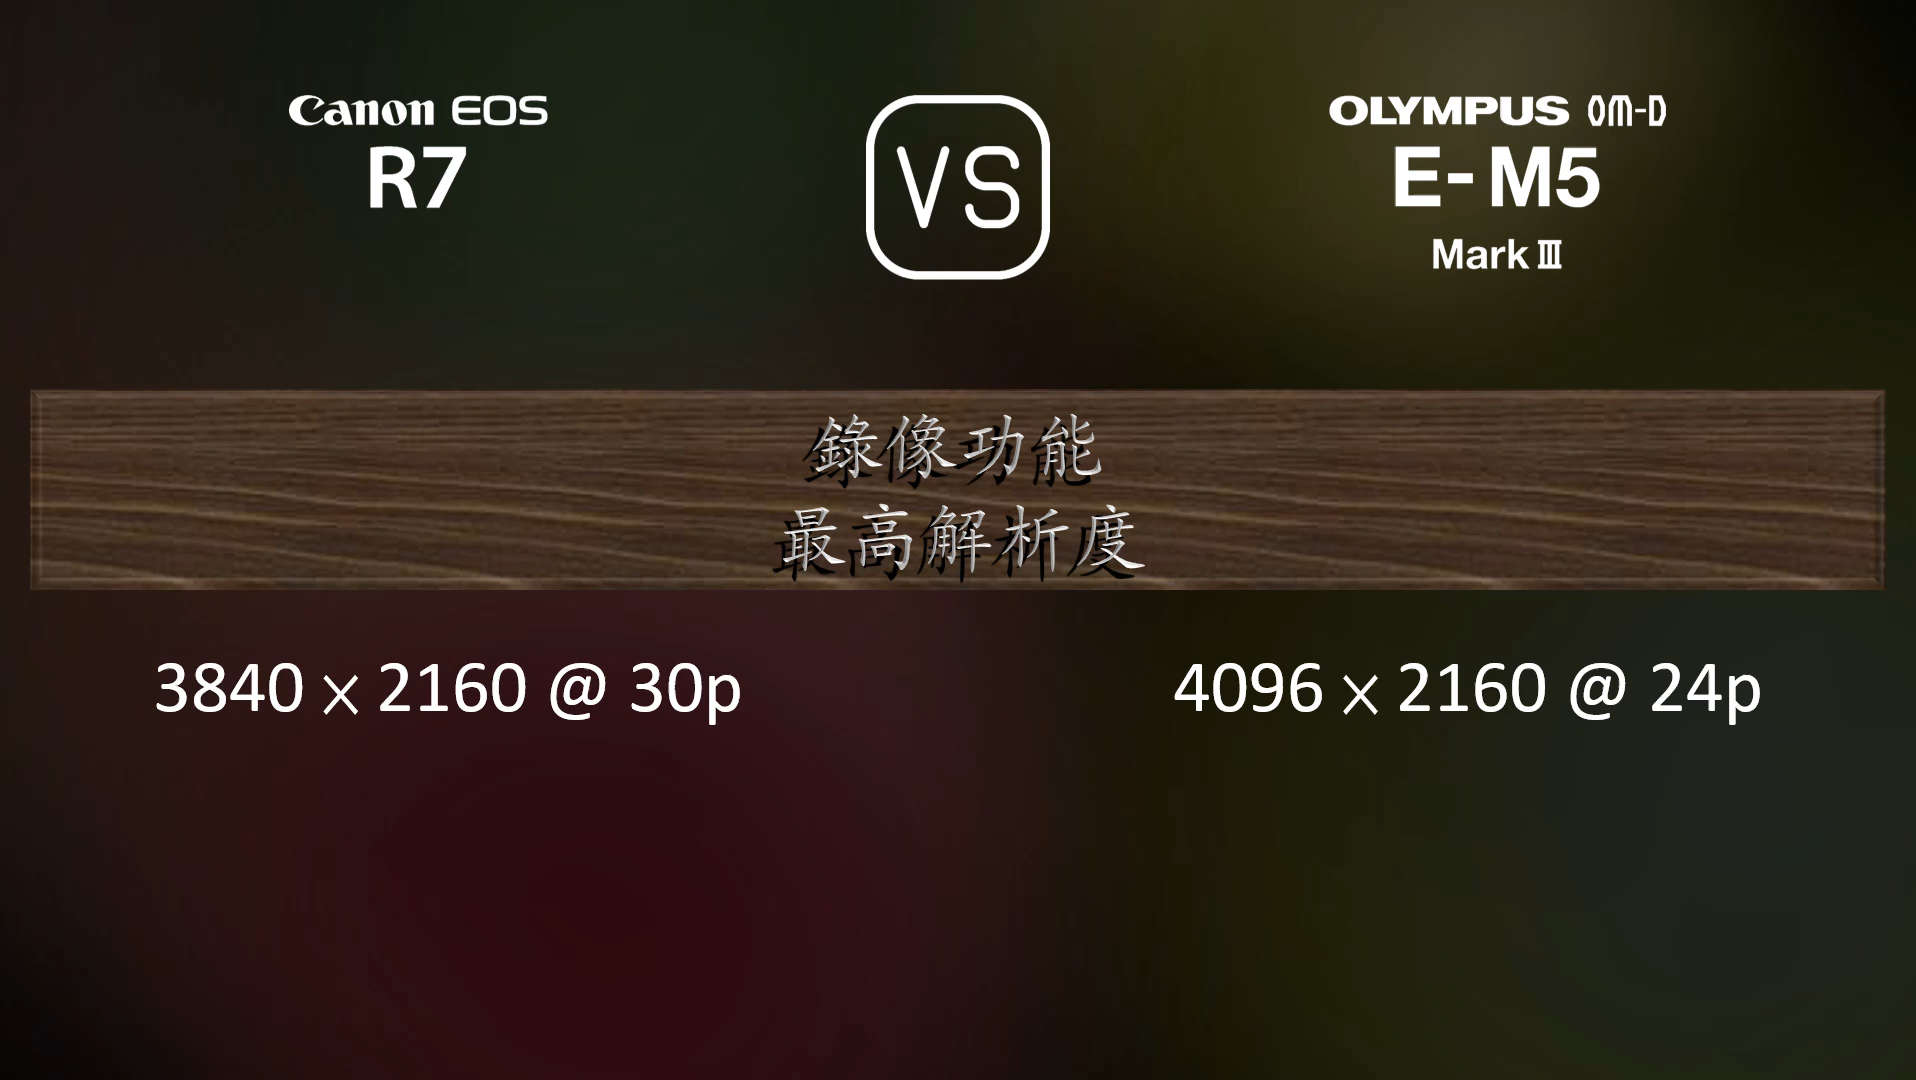 Canon EOS
R7
VS
OLYMPUS OM-D
E-M5
Mark III
錄像功能
最高解析度
3840 x 2160 @ 30p
4096 x 2160 @ 24p